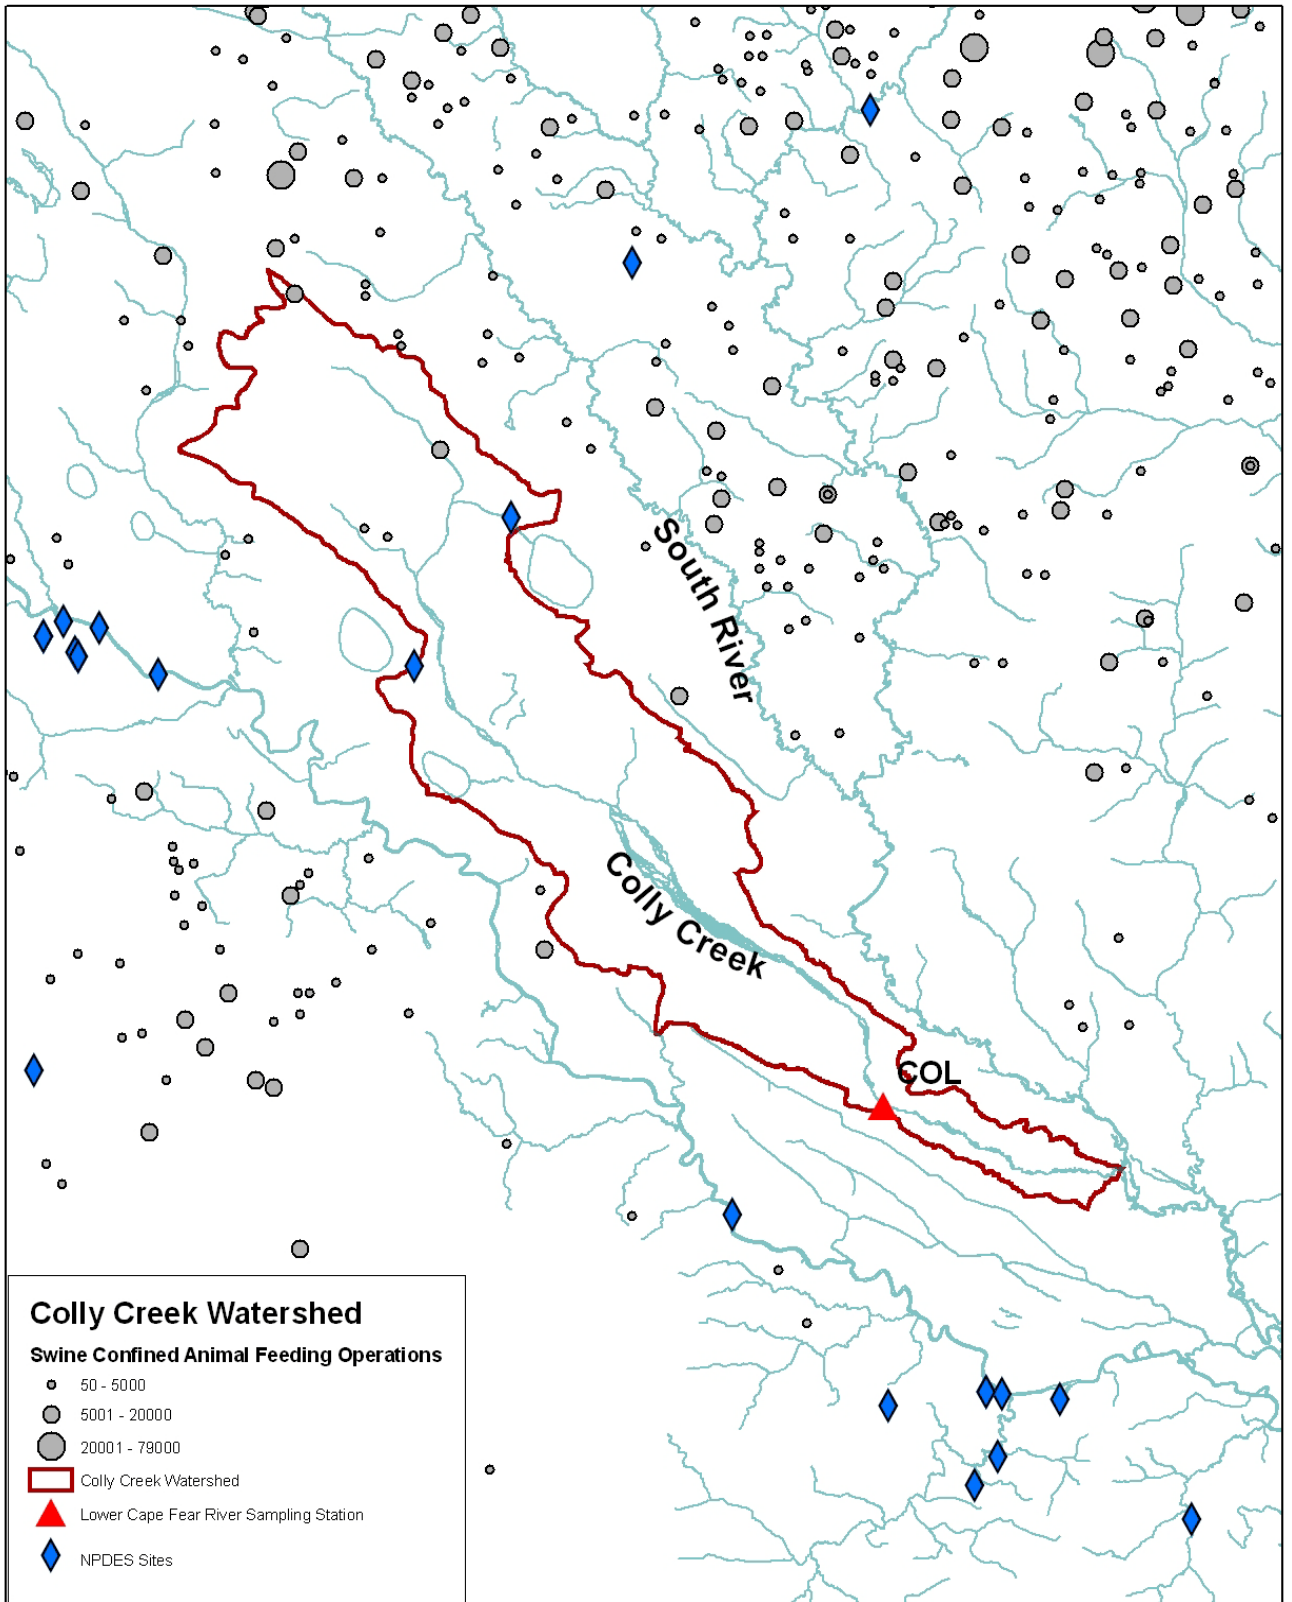 South River
Colly Creek
COL
Colly Creek Watershed
Swine Confined Animal Feeding Operations
50 - 5000
5001 - 20000
20001 - 79000
Colly Creek Watershed
Lower Cape Fear River Sampling Station
NPDES Sites